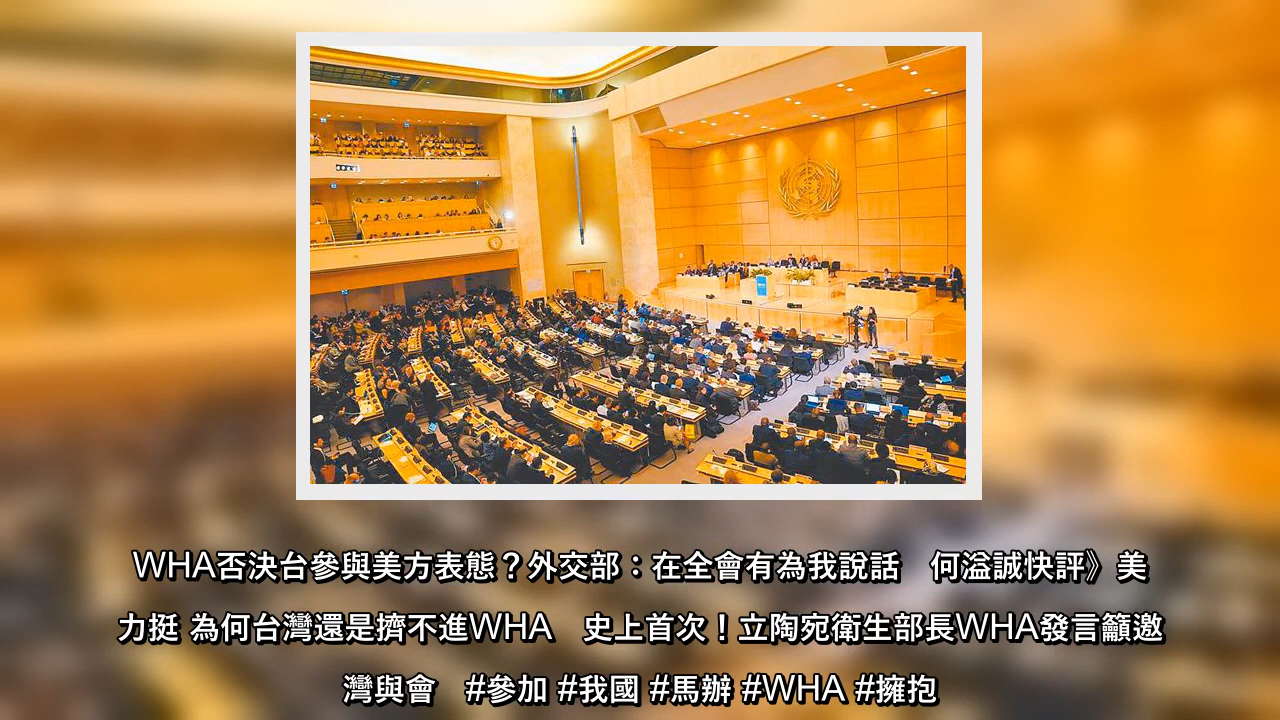 WHA否決台參與美方表態？外交部：在全會有為我說話　何溢誠快評》美
力挺 為何台灣還是擠不進WHA　史上首次！立陶宛衛生部長WHA發言籲邀
灣與會　#參加 #我國 #馬辦 #WHA #擁抱